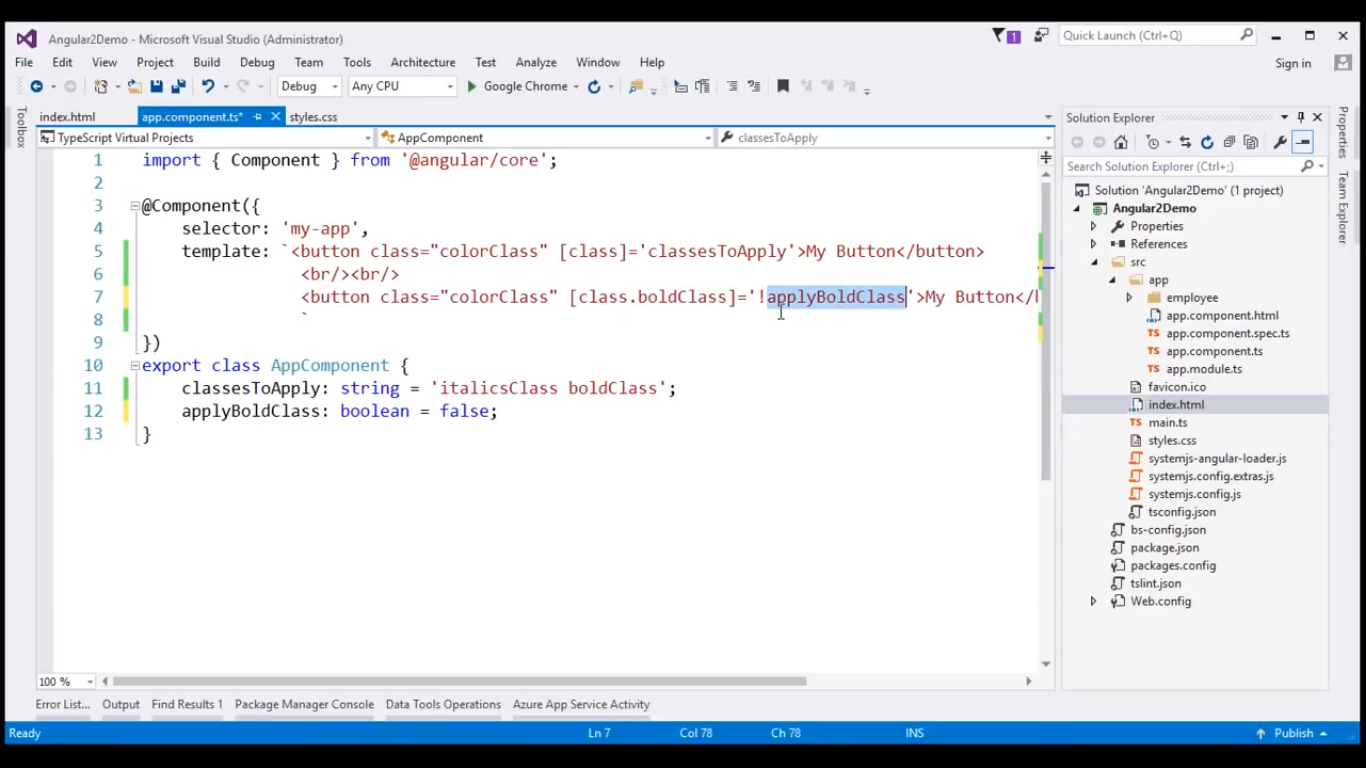 Angular2Demo - Microsoft Visual Studio (Administrator)
1
Quick Launch (Ctrl+Q)
File Edit View Project Build Debug Team Tools Architecture Test Analyze Window Help
Sign in
Debug Any CPU Google Chrome
index.html app.component.ts* styles.css
TypeScript Virtual Projects AppComponent classesToApply
Toolbox
1 import { Component } from '@angular/core';
2
3 @Component({
4 selector: 'my-app',
5 template: `<button class="colorClass" [class]='classesToApply'>My Button</button>
6 <br/><br/>
7 <button class="colorClass" [class.boldClass]='!applyBoldClass'>My Button</b
8 `
9 })
10 export class AppComponent {
11 classesToApply: string = 'italicsClass boldClass';
12 applyBoldClass: boolean = false;
13 }
100 %
Solution Explorer
Search Solution Explorer (Ctrl+;)
Solution 'Angular2Demo' (1 project)
Angular2Demo
Properties
References
src
app
employee
app.component.html
app.component.spec.ts
app.component.ts
app.module.ts
favicon.ico
index.html
main.ts
styles.css
systemjs-angular-loader.js
systemjs.config.extras.js
systemjs.config.js
tsconfig.json
bs-config.json
package.json
packages.config
tslint.json
Web.config
Properties
Team Explorer
Error List... Output Find Results 1 Package Manager Console Data Tools Operations Azure App Service Activity
Ready Ln 7 Col 78 Ch 78 INS Publish